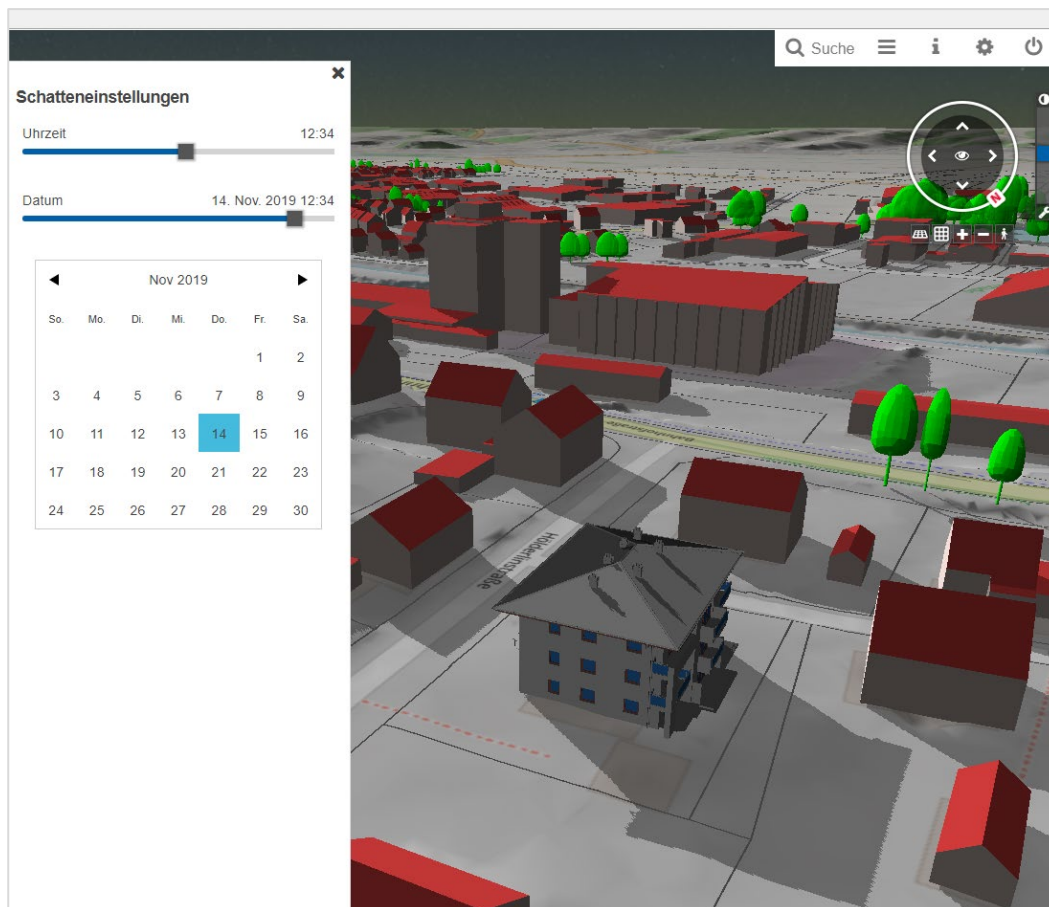 Suche
Schatteneinstellungen
Uhrzeit 12:34
Datum 14. Nov. 2019 12:34
Nov 2019
So. Mo. Di. Mi. Do. Fr. Sa.
1 2
3 4 5 6 7 8 9
10 11 12 13 14 15 16
17 18 19 20 21 22 23
24 25 26 27 28 29 30
N
Hölderlinstraße